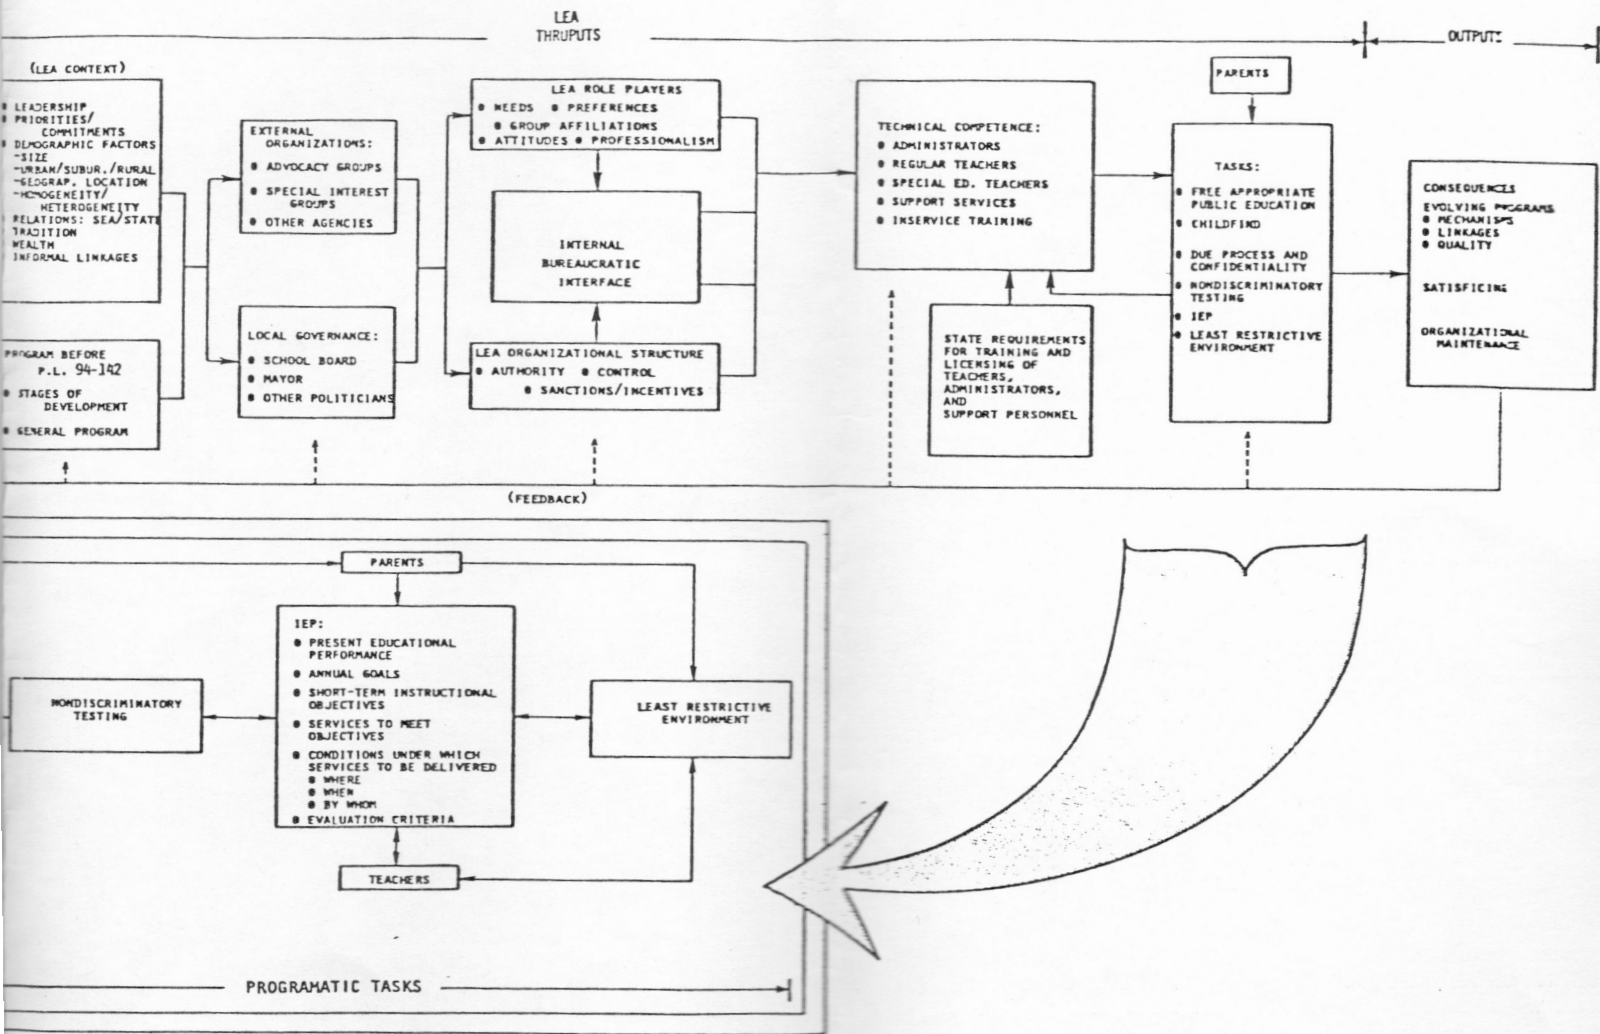 LEA
THRUPUTS
OUTPUTS
(LEA CONTEXT)
LEADERSHIP
PRIORITIES/
COMMITMENTS
DEMOGRAPHIC FACTORS
-SIZE
-URBAN/SUBUR./RURAL
-GEOGRAP. LOCATION
-HOMOGENEITY/
HETEROGENEITY
RELATIONS: SEA/STATE
TRADITION
WEALTH
INFORMAL LINKAGES
PROGRAM BEFORE
P.L. 94-142
STAGES OF
DEVELOPMENT
GENERAL PROGRAM
EXTERNAL
ORGANIZATIONS:
ADVOCACY GROUPS
SPECIAL INTEREST
GROUPS
OTHER AGENCIES
LOCAL GOVERNANCE:
SCHOOL BOARD
MAYOR
OTHER POLITICIANS
LEA ROLE PLAYERS
NEEDS PREFERENCES
GROUP AFFILIATIONS
ATTITUDES PROFESSIONALISM
INTERNAL
BUREAUCRATIC
INTERFACE
LEA ORGANIZATIONAL STRUCTURE
AUTHORITY CONTROL
SANCTIONS/INCENTIVES
TECHNICAL COMPETENCE:
ADMINISTRATORS
REGULAR TEACHERS
SPECIAL ED. TEACHERS
SUPPORT SERVICES
INSERVICE TRAINING
STATE REQUIREMENTS
FOR TRAINING AND
LICENSING OF
TEACHERS,
ADMINISTRATORS,
AND
SUPPORT PERSONNEL
PARENTS
TASKS:
FREE APPROPRIATE
PUBLIC EDUCATION
CHILDFIND
DUE PROCESS AND
CONFIDENTIALITY
NONDISCRIMINATORY
TESTING
IEP
LEAST RESTRICTIVE
ENVIRONMENT
CONSEQUENCES
EVOLVING PROGRAMS
MECHANISMS
LINKAGES
QUALITY
SATISFICING
ORGANIZATIONAL
MAINTENANCE
(FEEDBACK)
PARENTS
IEP:
PRESENT EDUCATIONAL
PERFORMANCE
ANNUAL GOALS
SHORT-TERM INSTRUCTIONAL
OBJECTIVES
SERVICES TO MEET
OBJECTIVES
CONDITIONS UNDER WHICH
SERVICES TO BE DELIVERED
WHERE
WHEN
BY WHOM
EVALUATION CRITERIA
NONDISCRIMINATORY
TESTING
LEAST RESTRICTIVE
ENVIRONMENT
TEACHERS
PROGRAMATIC TASKS